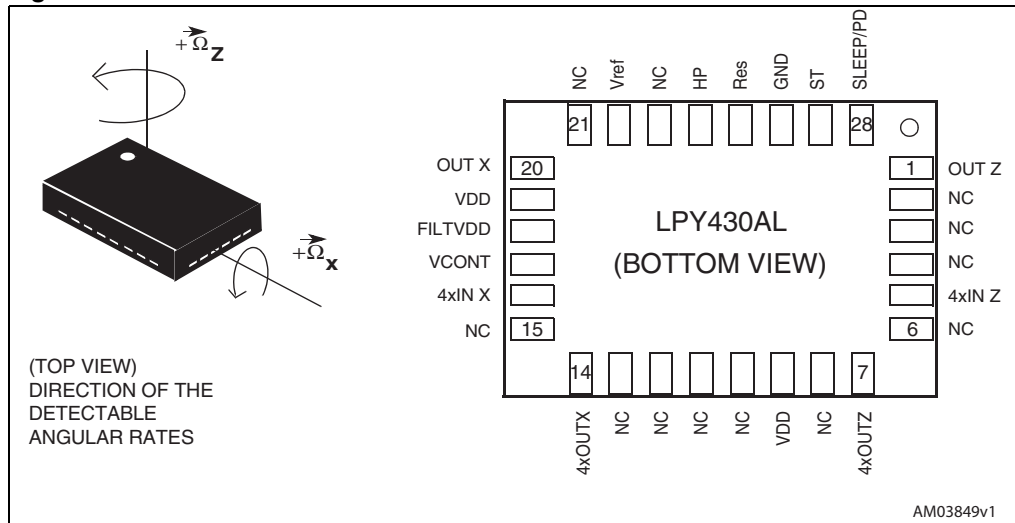 +Ω Z
+Ω x
(TOP VIEW)
DIRECTION OF THE
DETECTABLE
ANGULAR RATES
NC
Vref
NC
HP
Res
GND
ST
SLEEP/PD
21
28
OUT X
20
1
OUT Z
VDD
NC
FILTVDD
NC
VCONT
NC
4xIN X
4xIN Z
NC
15
6
NC
LPY430AL
(BOTTOM VIEW)
14
7
4xOUTX
NC
NC
NC
NC
VDD
NC
4xOUTZ
AM03849v1